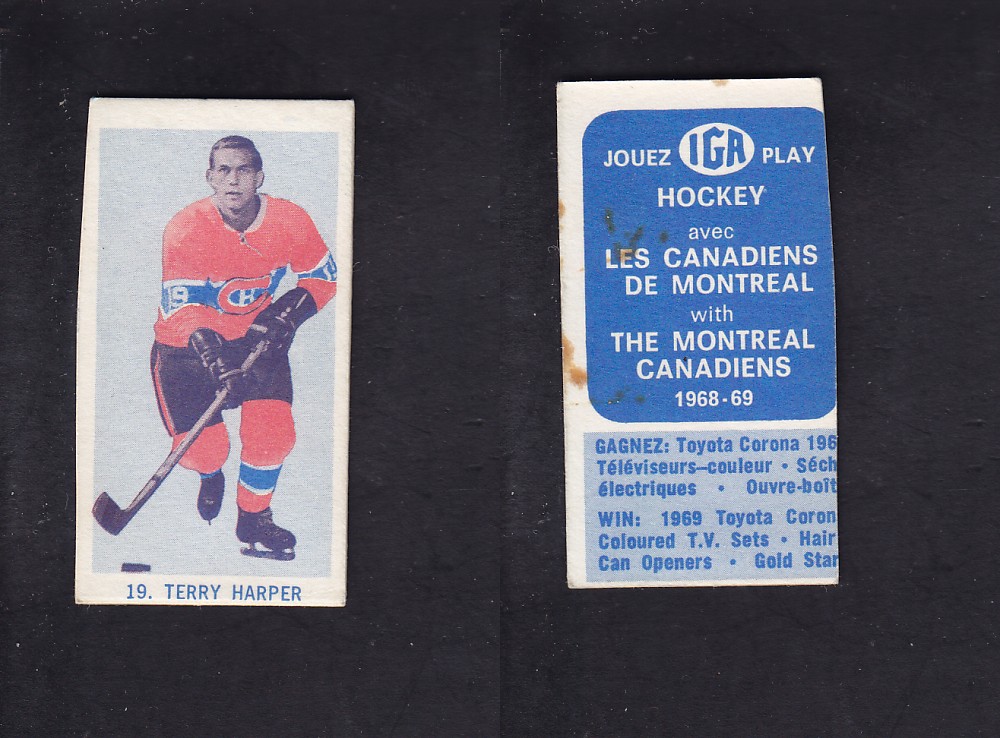 19
19
19. TERRY HARPER
JOUEZ IGA PLAY
HOCKEY
avec
LES CANADIENS
DE MONTREAL
with
THE MONTREAL
CANADIENS
1968-69
GAGNEZ: Toyota Corona 196
Téléviseurs—couleur • Séch
électriques • Ouvre-boît
WIN: 1969 Toyota Coron
Coloured T.V. Sets • Hair
Can Openers • Gold Star